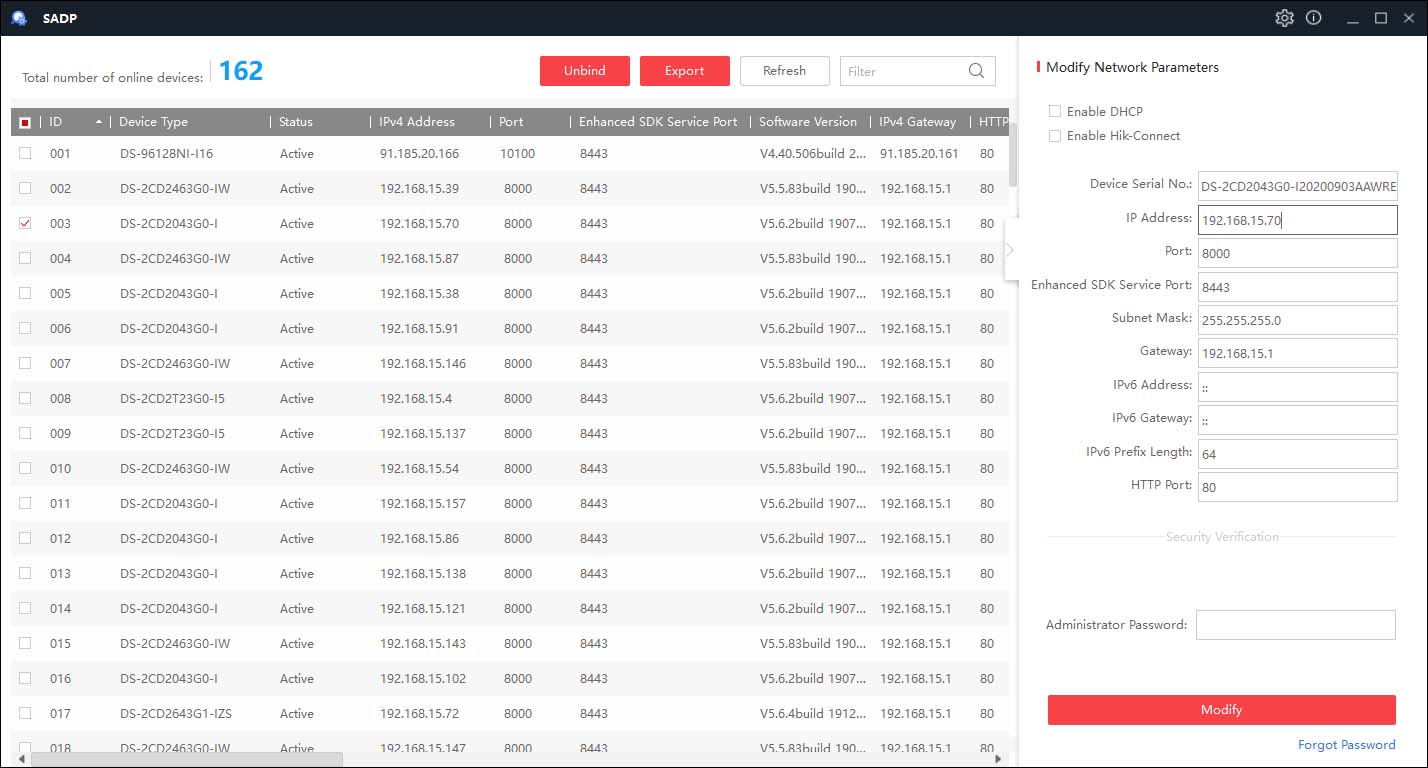 SADP
Total number of online devices: 162
Unbind Export Refresh Filter
ID Device Type Status IPv4 Address Port Enhanced SDK Service Port Software Version IPv4 Gateway HTTP
001 DS-96128NI-I16 Active 91.185.20.166 10100 8443 V4.40.506build 2... 91.185.20.161 80
002 DS-2CD2463G0-IW Active 192.168.15.39 8000 8443 V5.5.83build 190... 192.168.15.1 80
003 DS-2CD2043G0-I Active 192.168.15.70 8000 8443 V5.6.2build 1907... 192.168.15.1 80
004 DS-2CD2463G0-IW Active 192.168.15.87 8000 8443 V5.5.83build 190... 192.168.15.1 80
005 DS-2CD2043G0-I Active 192.168.15.38 8000 8443 V5.6.2build 1907... 192.168.15.1 80
006 DS-2CD2043G0-I Active 192.168.15.91 8000 8443 V5.6.2build 1907... 192.168.15.1 80
007 DS-2CD2463G0-IW Active 192.168.15.146 8000 8443 V5.5.83build 190... 192.168.15.1 80
008 DS-2CD2T23G0-I5 Active 192.168.15.4 8000 8443 V5.6.2build 1907... 192.168.15.1 80
009 DS-2CD2T23G0-I5 Active 192.168.15.137 8000 8443 V5.6.2build 1907... 192.168.15.1 80
010 DS-2CD2463G0-IW Active 192.168.15.54 8000 8443 V5.5.83build 190... 192.168.15.1 80
011 DS-2CD2043G0-I Active 192.168.15.157 8000 8443 V5.6.2build 1907... 192.168.15.1 80
012 DS-2CD2043G0-I Active 192.168.15.86 8000 8443 V5.6.2build 1907... 192.168.15.1 80
013 DS-2CD2043G0-I Active 192.168.15.138 8000 8443 V5.6.2build 1907... 192.168.15.1 80
014 DS-2CD2043G0-I Active 192.168.15.121 8000 8443 V5.6.2build 1907... 192.168.15.1 80
015 DS-2CD2463G0-IW Active 192.168.15.143 8000 8443 V5.5.83build 190... 192.168.15.1 80
016 DS-2CD2043G0-I Active 192.168.15.102 8000 8443 V5.6.2build 1907... 192.168.15.1 80
017 DS-2CD2643G1-IZS Active 192.168.15.72 8000 8443 V5.6.4build 1912... 192.168.15.1 80
018 DS-2CD2463G0-IW Active 192.168.15.147 8000 8443 V5.5.83build 190... 192.168.15.1 80
Modify Network Parameters
Enable DHCP
Enable Hik-Connect
Device Serial No.: DS-2CD2043G0-I20200903AAWRE
IP Address: 192.168.15.70
Port: 8000
Enhanced SDK Service Port: 8443
Subnet Mask: 255.255.255.0
Gateway: 192.168.15.1
IPv6 Address: ::
IPv6 Gateway: ::
IPv6 Prefix Length: 64
HTTP Port: 80
Security Verification
Administrator Password:
Modify
Forgot Password